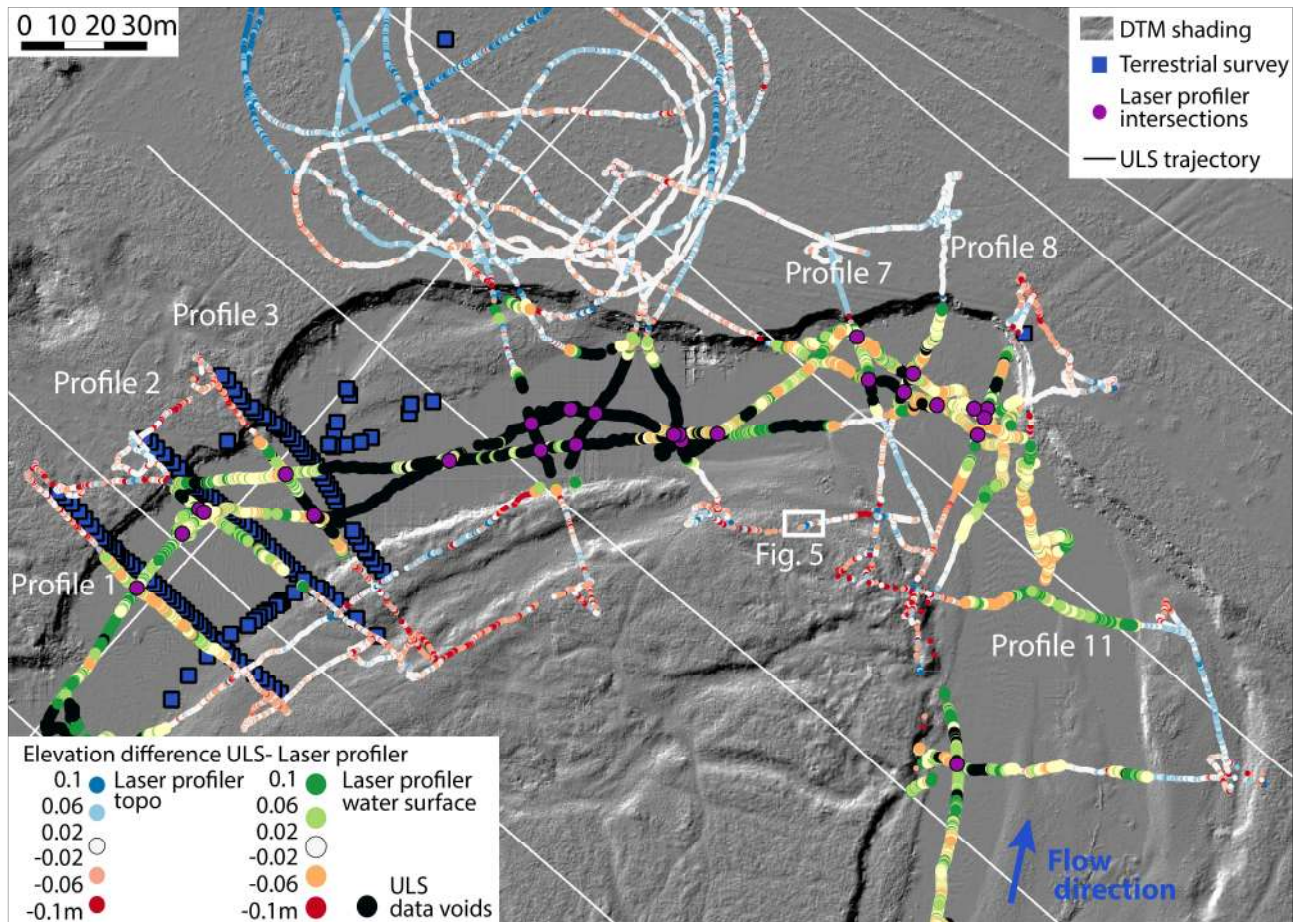 0 10 20 30m
DTM shading
Terrestrial survey
Laser profiler
intersections
ULS trajectory
Profile 8
Profile 7
Profile 3
Profile 2
Profile 1
Fig. 5
Profile 11
Elevation difference ULS- Laser profiler
0.1 Laser profiler 0.1 Laser profiler
0.06 topo 0.06 water surface
0.02 0.02
-0.02 -0.02
-0.06 -0.06 ULS
-0.1 -0.1m data voids
Flow
direction